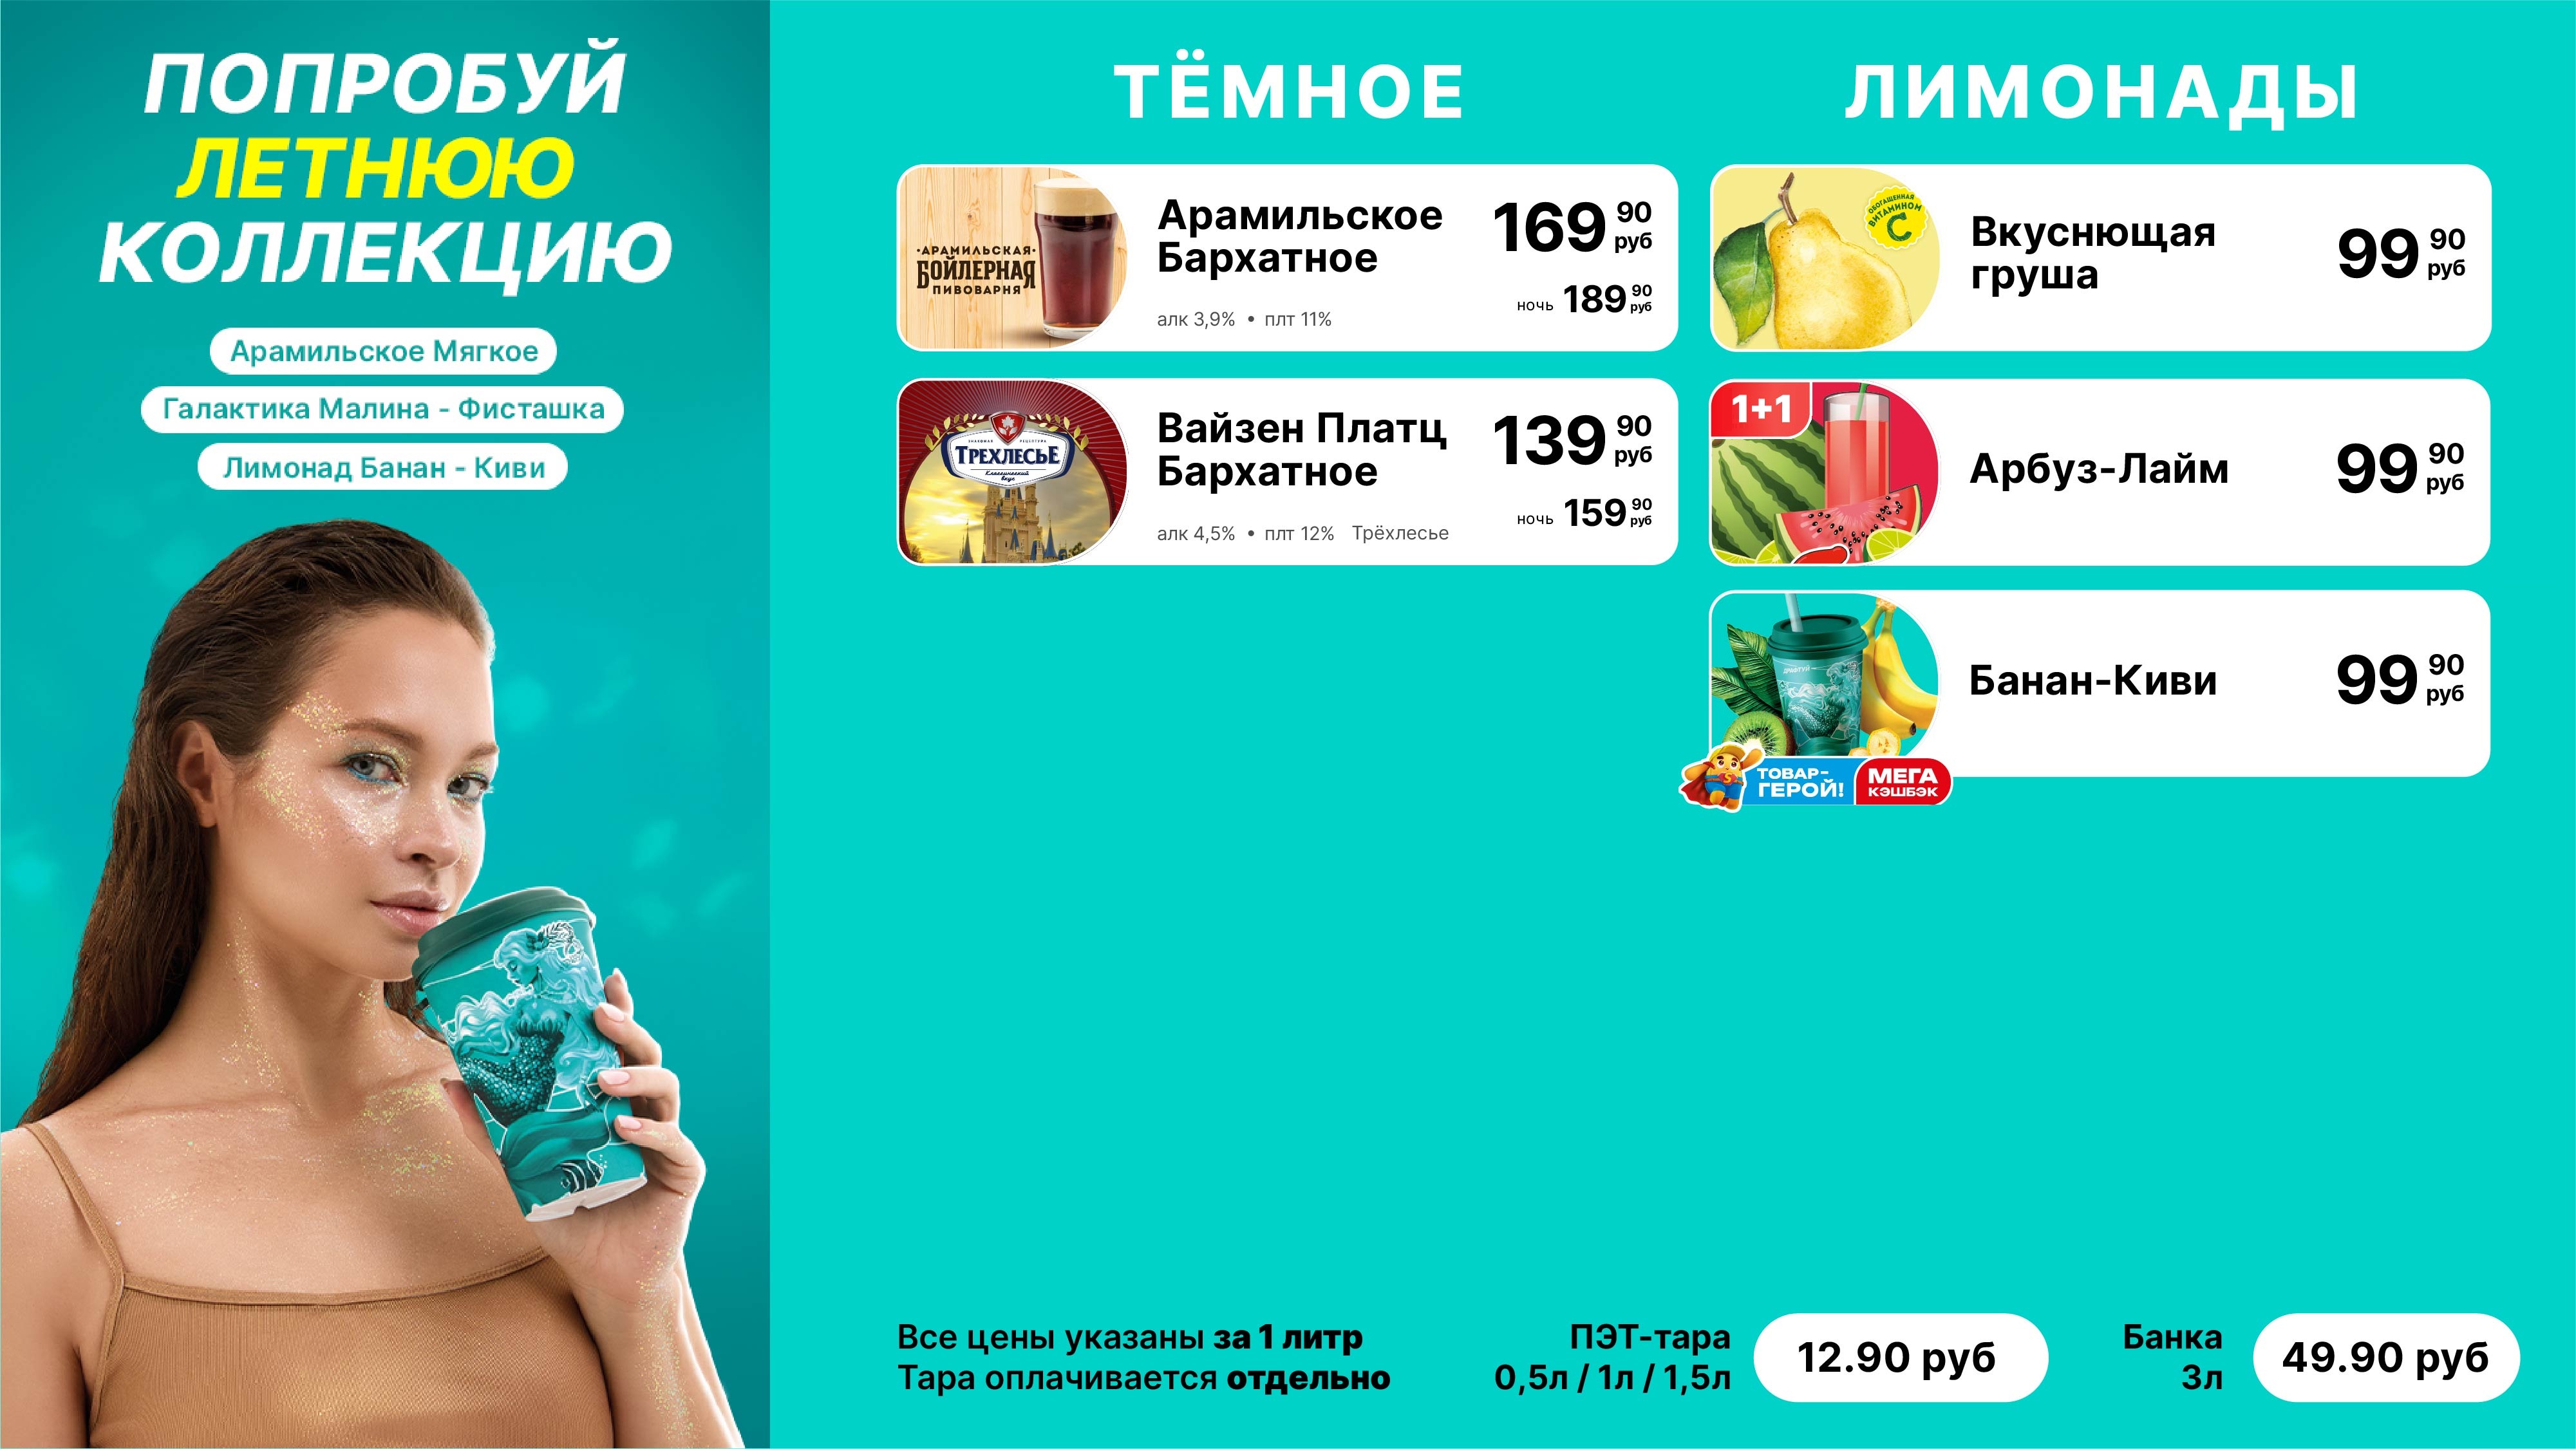 ПОПРОБУЙ
ЛЕТНЮЮ
КОЛЛЕКЦИЮ
Арамильское Мягкое
Галактика Малина - Фисташка
Лимонад Банан - Киви
ТЁМНОЕ
•АРАМИЛЬСКАЯ•
БОЙЛЕРНАЯ
ПИВОВАРНЯ
Арамильское
Бархатное
алк 3,9% • плт 11%
169 90 руб
ночь 189 90 руб
ТРЕХЛЕСЬЕ
Классический
вкус
Вайзен Платц
Бархатное
алк 4,5% • плт 12% Трёхлесье
139 90 руб
ночь 159 90 руб
ЛИМОНАДЫ
ОБОГАЩЕННАЯ
ВИТАМИНОМ
С
Вкуснющая
груша
99 90 руб
1+1
Арбуз-Лайм
99 90 руб
Банан-Киви
99 90 руб
ТОВАР-
ГЕРОЙ!
МЕГА
КЭШБЭК
Все цены указаны за 1 литр
Тара оплачивается отдельно
ПЭТ-тара
0,5л / 1л / 1,5л
12.90 руб
Банка
3л
49.90 руб